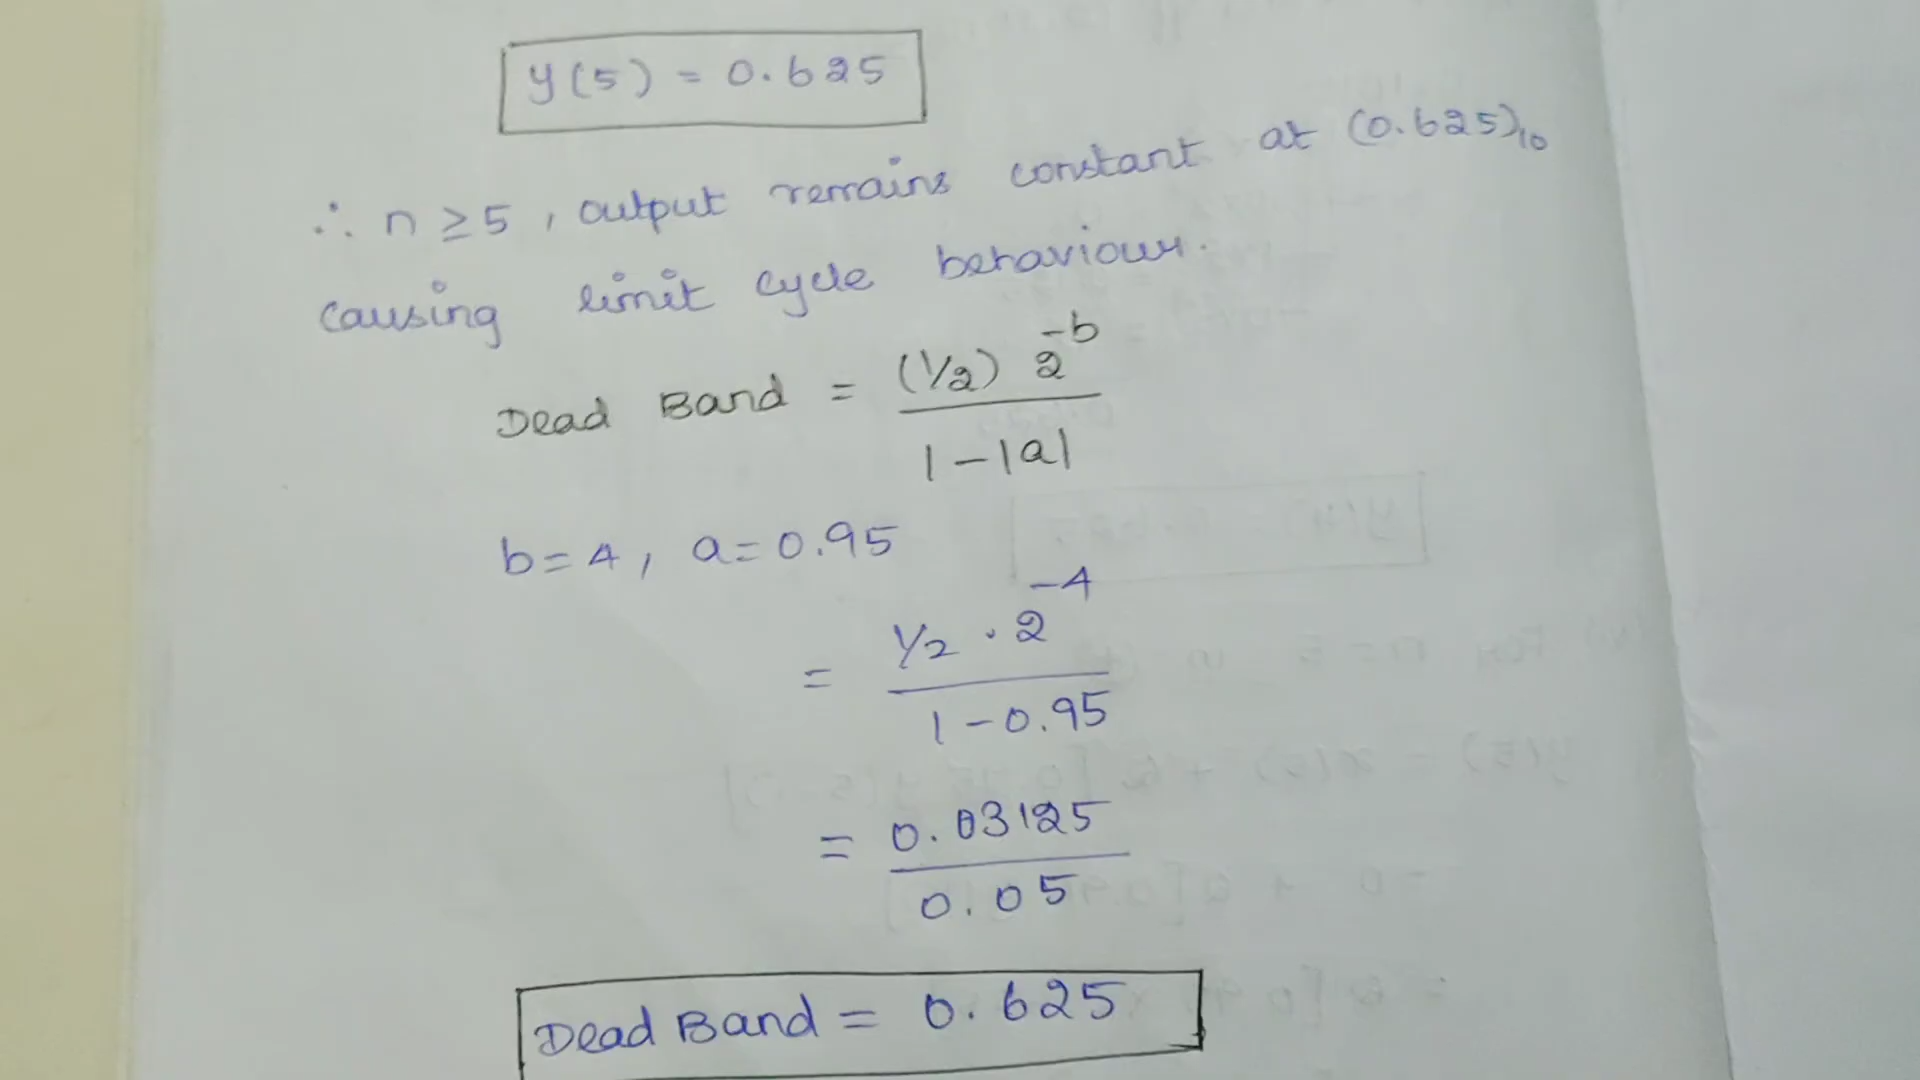 y(5) = 0.625
∴ n ≥ 5, output remains constant at (0.625)₁₀
causing limit cycle behaviour.
Dead Band = (1/2) 2^-b / 1-|a|
b=4, a=0.95
= 1/2 . 2^-4 / 1-0.95
= 0.03125 / 0.05
Dead Band = 0.625